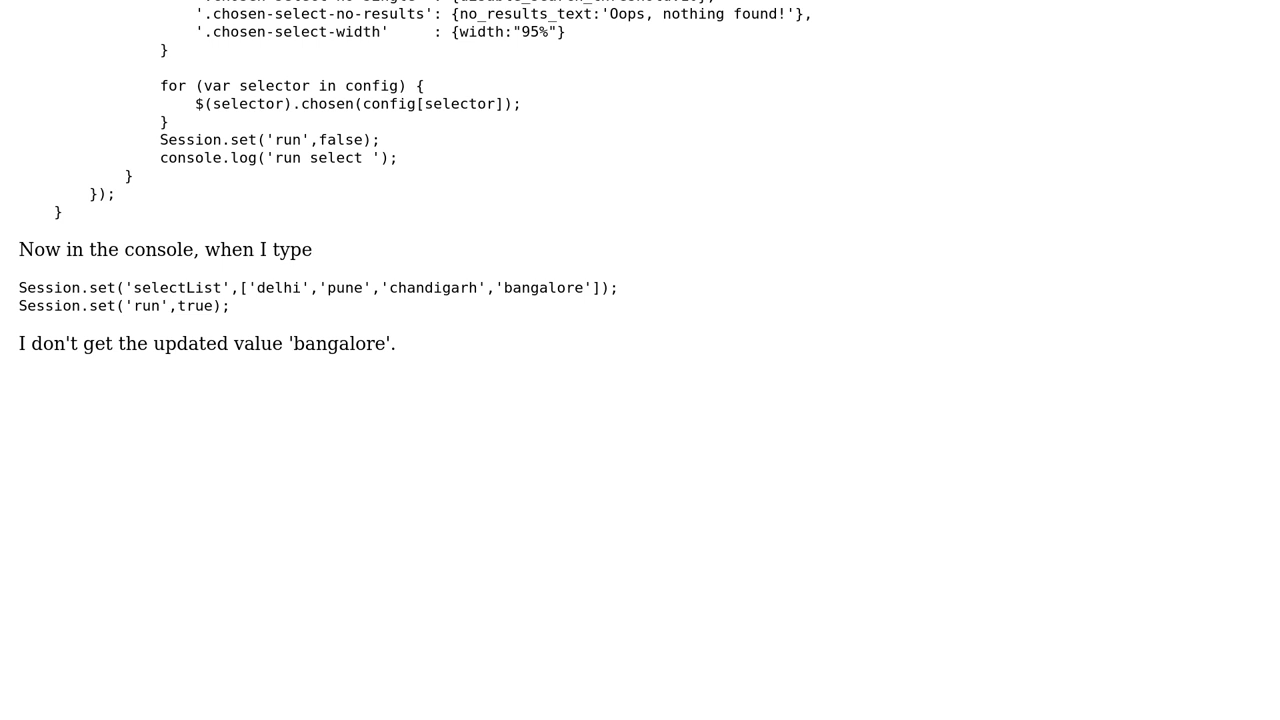 '.chosen-select-no-results': {no_results_text:'Oops, nothing found!'},
'.chosen-select-width'     : {width:"95%"}
}
for (var selector in config) {
$(selector).chosen(config[selector]);
}
Session.set('run',false);
console.log('run select ');
}
});
}
Now in the console, when I type
Session.set('selectList',['delhi','pune','chandigarh','bangalore']);
Session.set('run',true);
I don't get the updated value 'bangalore'.